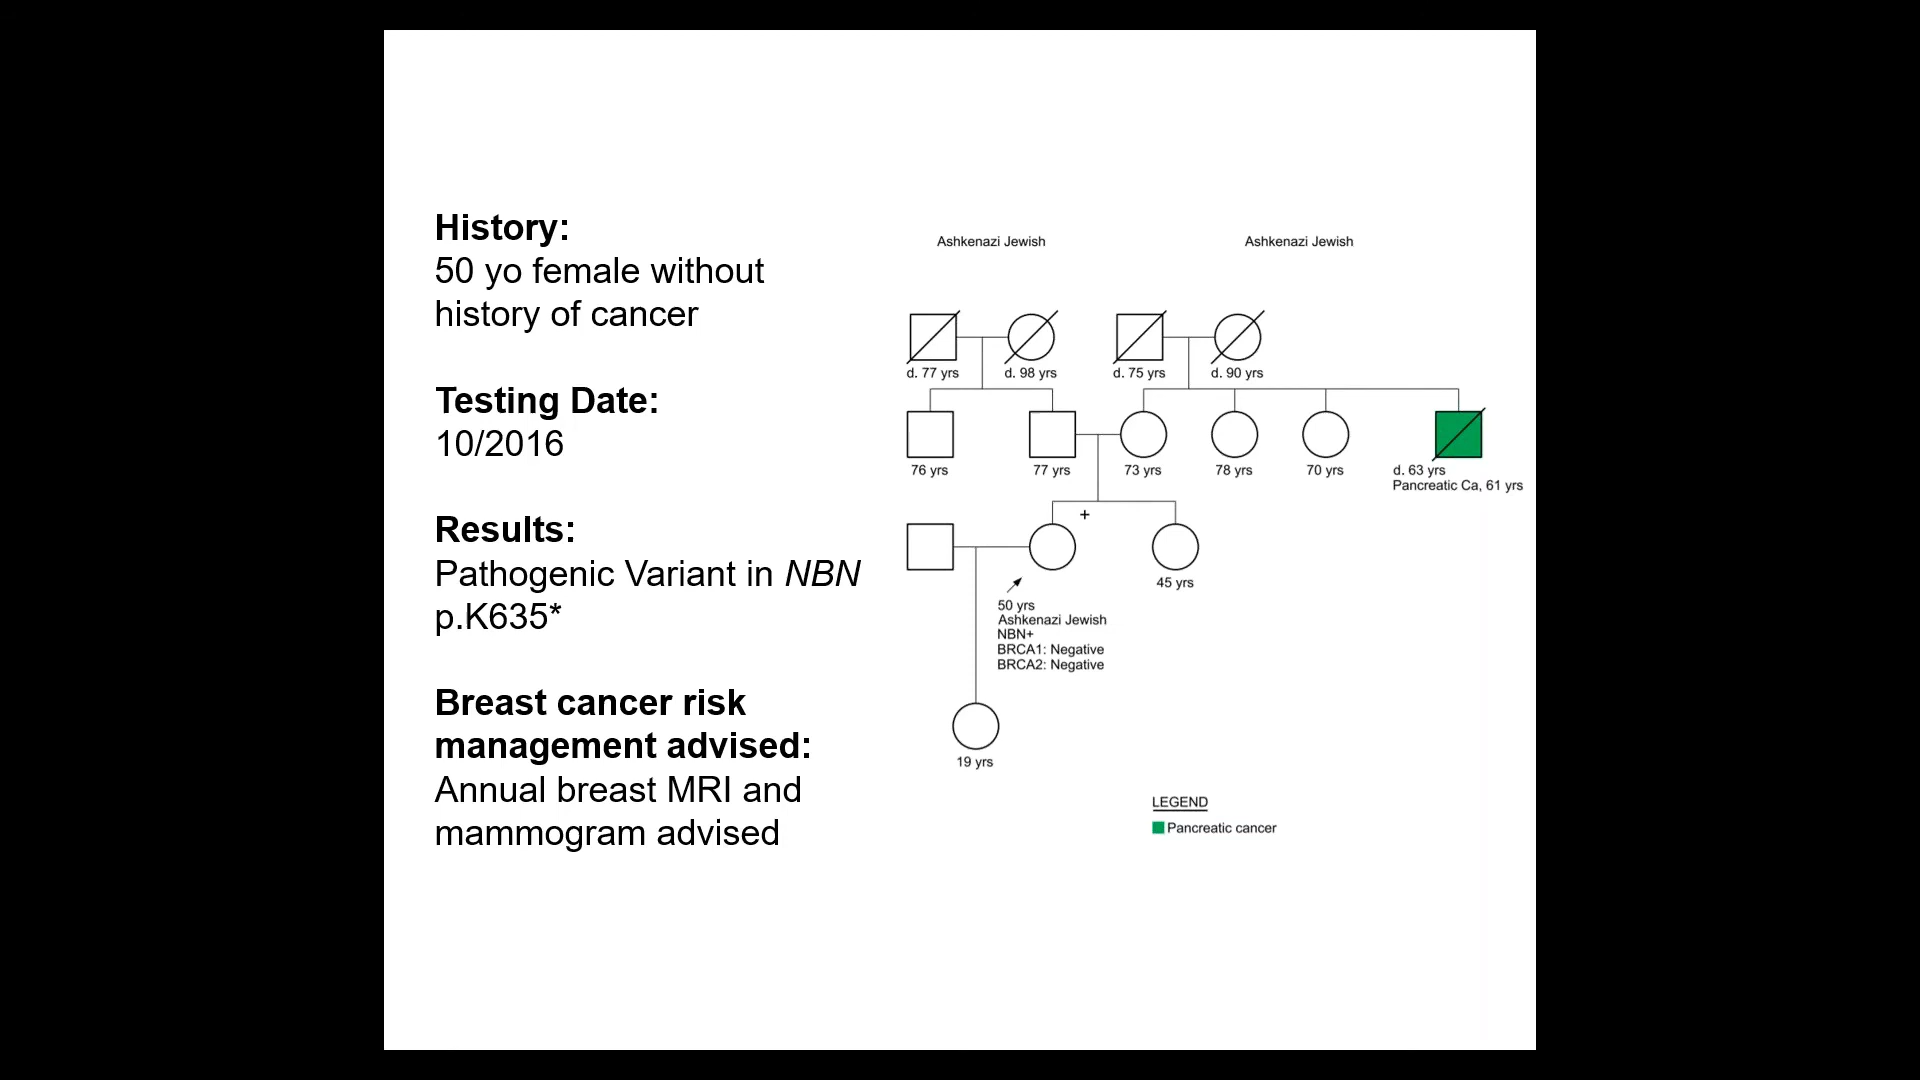 History:
50 yo female without
history of cancer
Testing Date:
10/2016
Results:
Pathogenic Variant in NBN
p.K635*
Breast cancer risk
management advised:
Annual breast MRI and
mammogram advised
Ashkenazi Jewish
Ashkenazi Jewish
d. 77 yrs
d. 98 yrs
d. 75 yrs
d. 90 yrs
76 yrs
77 yrs
73 yrs
78 yrs
70 yrs
d. 63 yrs
Pancreatic Ca, 61 yrs
+
45 yrs
50 yrs
Ashkenazi Jewish
NBN+
BRCA1: Negative
BRCA2: Negative
19 yrs
LEGEND
Pancreatic cancer